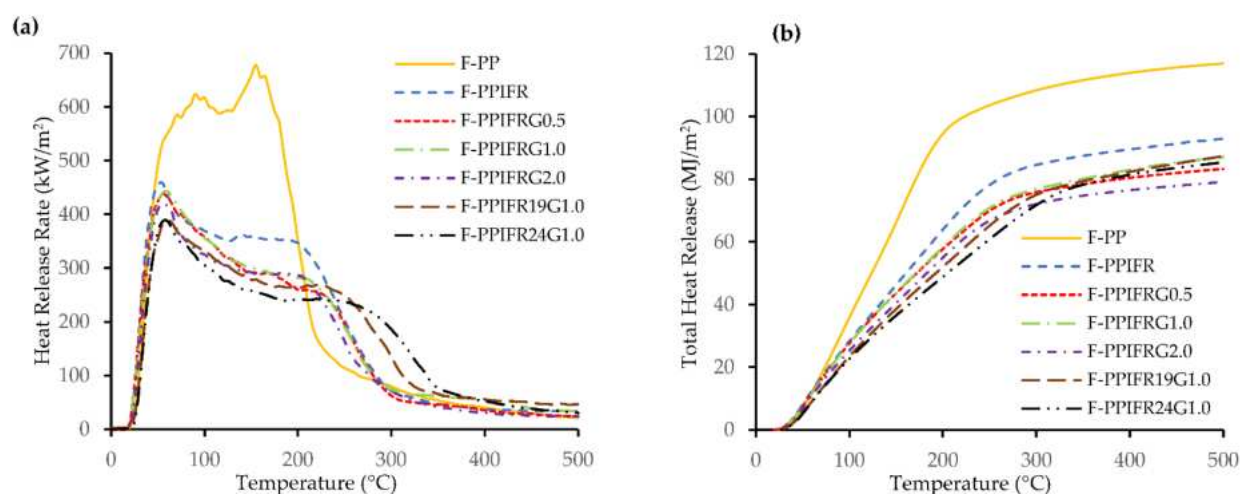 (a)
Heat Release Rate (kW/m²)
700
600
500
400
300
200
100
0
F-PP
F-PPIFR
F-PPIFRG0.5
F-PPIFRG1.0
F-PPIFRG2.0
F-PPIFR19G1.0
F-PPIFR24G1.0
0 100 200 300 400 500
Temperature (°C)
(b)
Total Heat Release (MJ/m²)
120
100
80
60
40
20
0
F-PP
F-PPIFR
F-PPIFRG0.5
F-PPIFRG1.0
F-PPIFRG2.0
F-PPIFR19G1.0
F-PPIFR24G1.0
0 100 200 300 400 500
Temperature (°C)